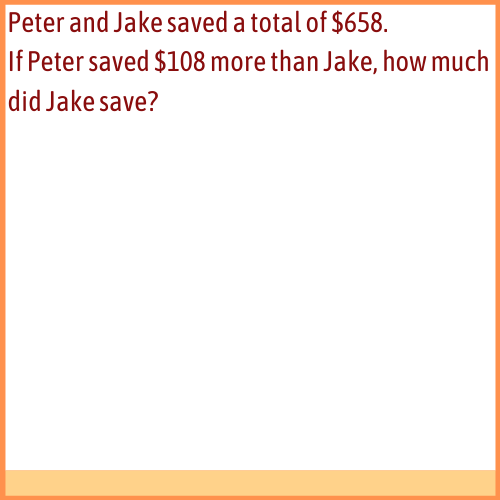 Peter and Jake saved a total of $658.
If Peter saved $108 more than Jake, how much
did Jake save?